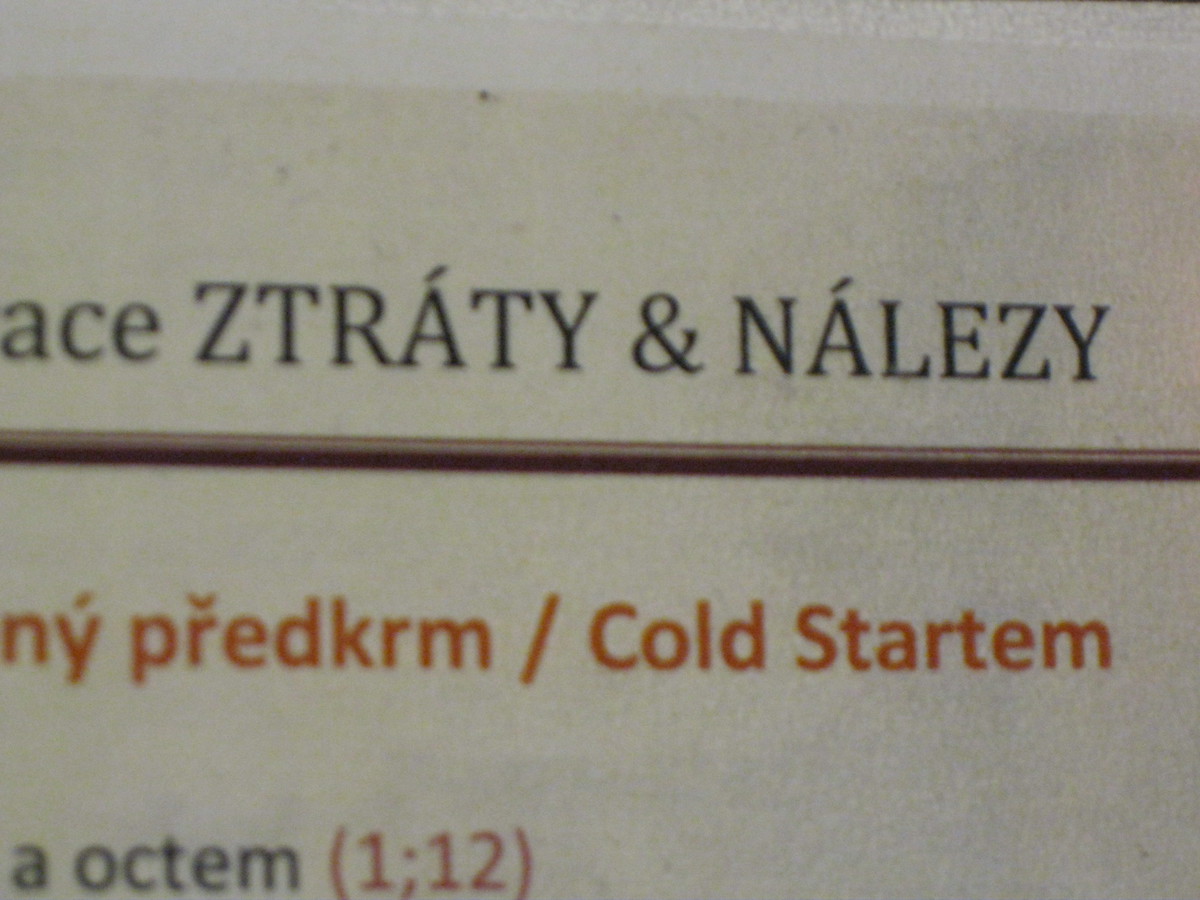 ace ZTRÁTY & NÁLEZY
ný předkrm / Cold Startem
a octem (1;12)